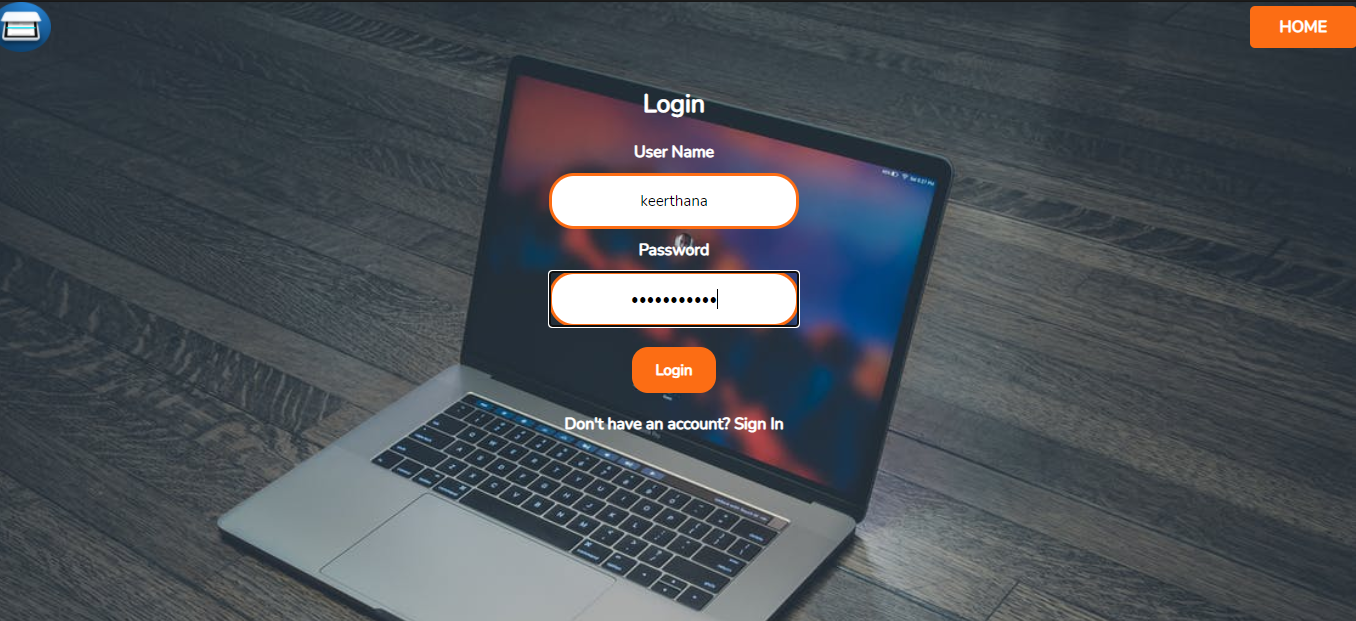 HOME
Login
User Name
keerthana
Password
•••••••••••
Login
Don't have an account? Sign In